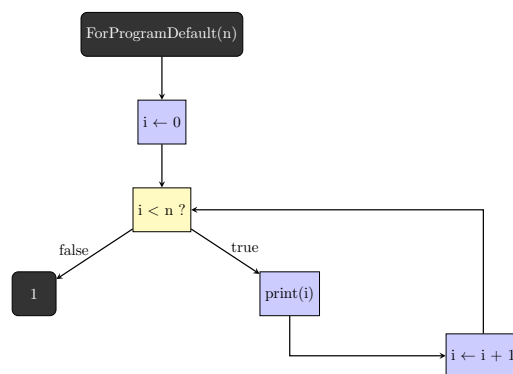 ForProgramDefault(n)
i ← 0
i < n ?
false
true
1
print(i)
i ← i + 1